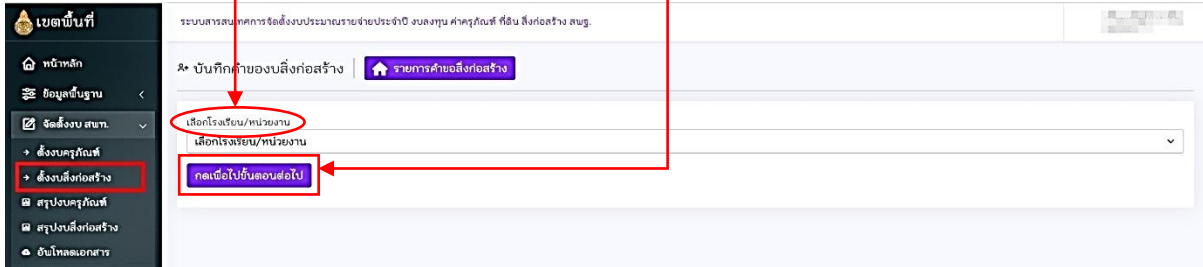 เขตพื้นที่
ระบบสารสนเทศการจัดตั้งงบประมาณรายจ่ายประจำปี งบลงทุน ค่าครุภัณฑ์ ที่ดิน สิ่งก่อสร้าง สพฐ.
หน้าหลัก
ข้อมูลพื้นฐาน
จัดตั้งงบ สพท.
ตั้งงบครุภัณฑ์
ตั้งงบสิ่งก่อสร้าง
สรุปงบครุภัณฑ์
สรุปงบสิ่งก่อสร้าง
อัพโหลดเอกสาร
บันทึกคำของบสิ่งก่อสร้าง
รายการคำขอสิ่งก่อสร้าง
เลือกโรงเรียน/หน่วยงาน
เลือกโรงเรียน/หน่วยงาน
กดเพื่อไปขั้นตอนต่อไป